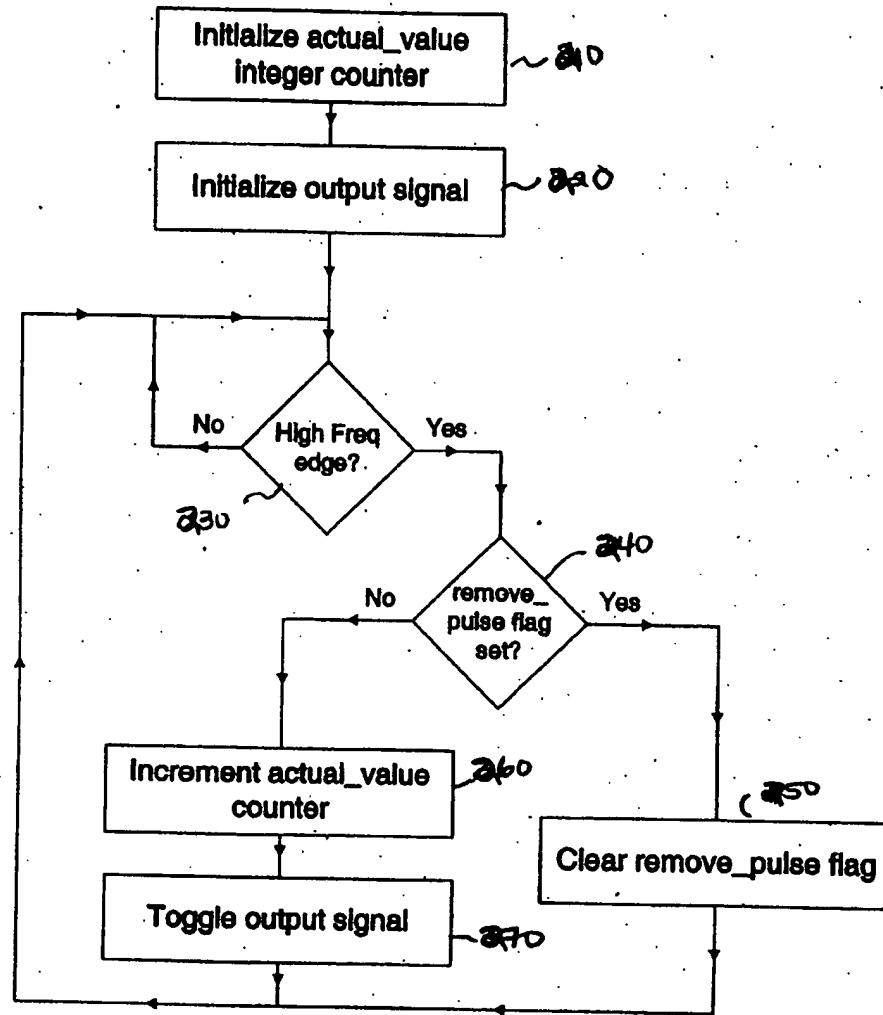 Initialize actual_value
integer counter
210
Initialize output signal
220
No
High Freq
edge?
Yes
230
240
No
remove_
pulse flag
set?
Yes
Increment actual_value
counter
260
250
Clear remove_pulse flag
Toggle output signal
270